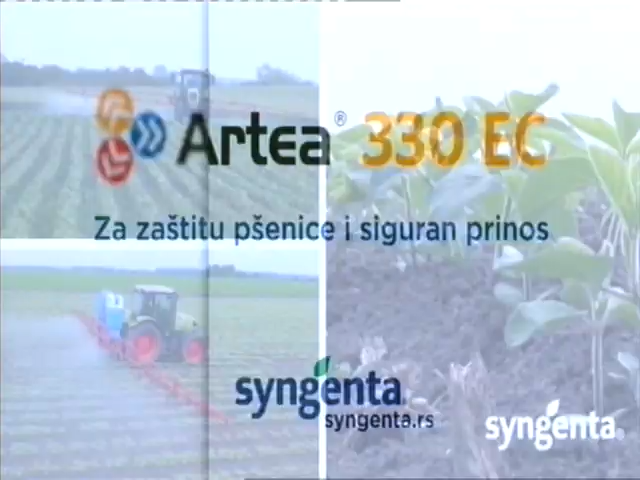 Artea® 330 EC
Za zaštitu pšenice i siguran prinos
syngenta
syngenta.rs
syngenta